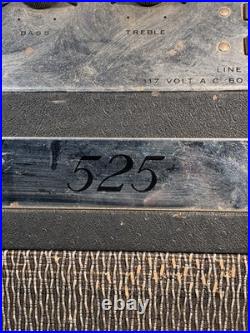 BASS TREBLE
LINE
117 VOLT A C 60
525